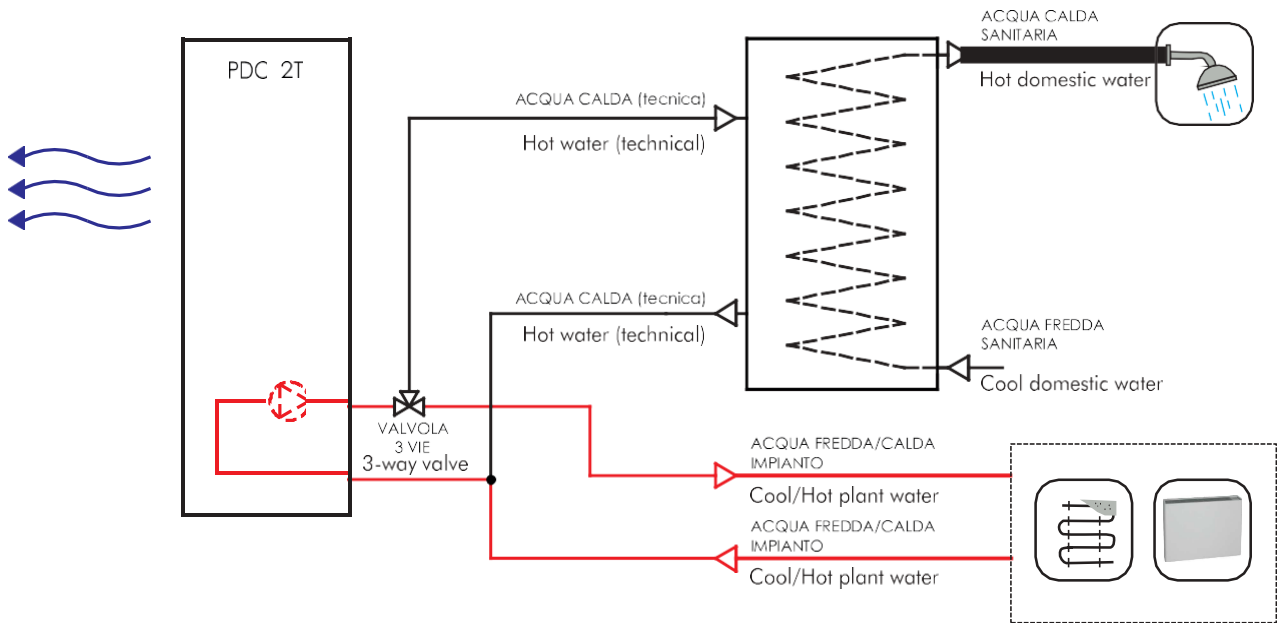 PDC 2T
ACQUA CALDA
SANITARIA
Hot domestic water
ACQUA CALDA (tecnica)
Hot water (technical)
ACQUA CALDA (tecnica)
Hot water (technical)
ACQUA FREDDA
SANITARIA
Cool domestic water
VALVOLA
3 VIE
3-way valve
ACQUA FREDDA/CALDA
IMPIANTO
Cool/Hot plant water
ACQUA FREDDA/CALDA
IMPIANTO
Cool/Hot plant water